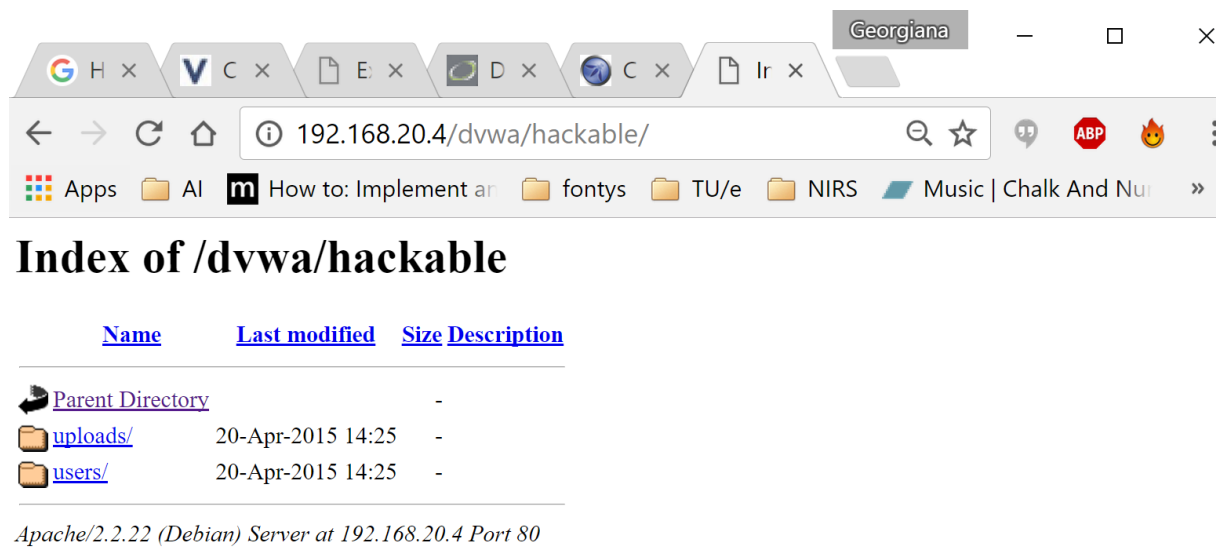 Georgiana
H C E: D C Ir
192.168.20.4/dvwa/hackable/
ABP
Apps AI m How to: Implement an fontys TU/e NIRS Music | Chalk And Nu »
Index of /dvwa/hackable
Name Last modified Size Description
Parent Directory -
uploads/ 20-Apr-2015 14:25 -
users/ 20-Apr-2015 14:25 -
Apache/2.2.22 (Debian) Server at 192.168.20.4 Port 80